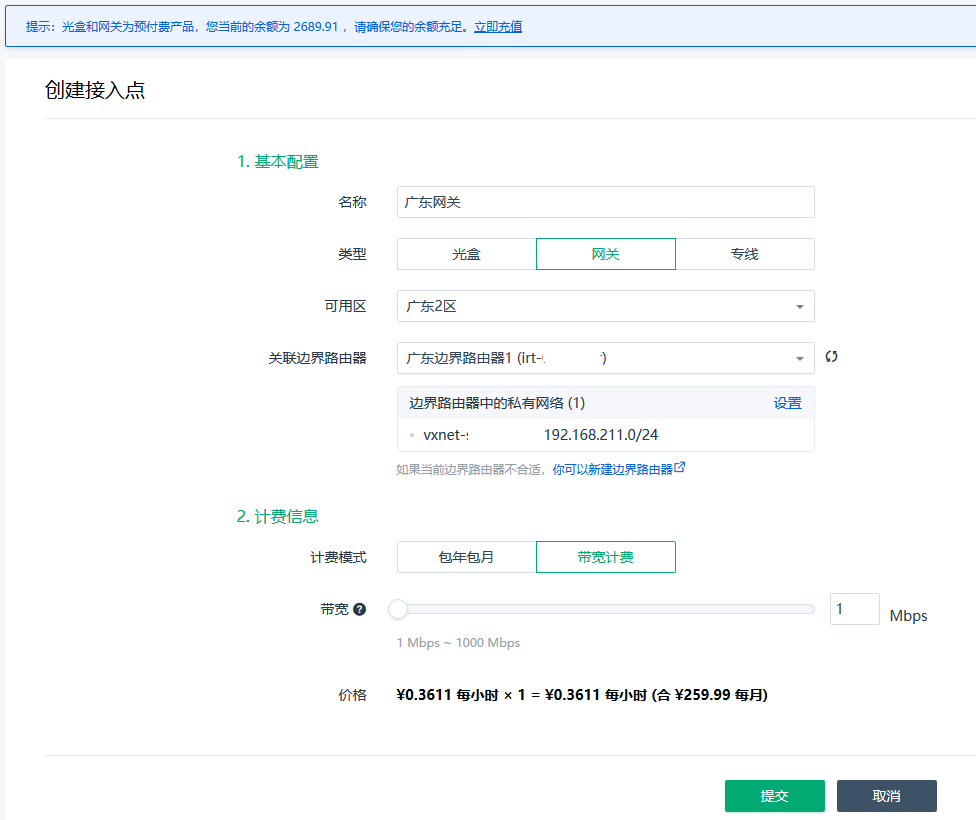 提示：光盒和网关为预付费产品，您当前的余额为 2689.91 ，请确保您的余额充足。立即充值
创建接入点
1. 基本配置
名称 广东网关
类型 光盒 网关 专线
可用区 广东2区
关联边界路由器 广东边界路由器1 (irt- )
边界路由器中的私有网络 (1) 设置
vxnet- 192.168.211.0/24
如果当前边界路由器不合适，你可以新建边界路由器
2. 计费信息
计费模式 包年包月 带宽计费
带宽 ? 1 Mbps
1 Mbps ~ 1000 Mbps
价格 ¥0.3611 每小时 × 1 = ¥0.3611 每小时 (合 ¥259.99 每月)
提交 取消